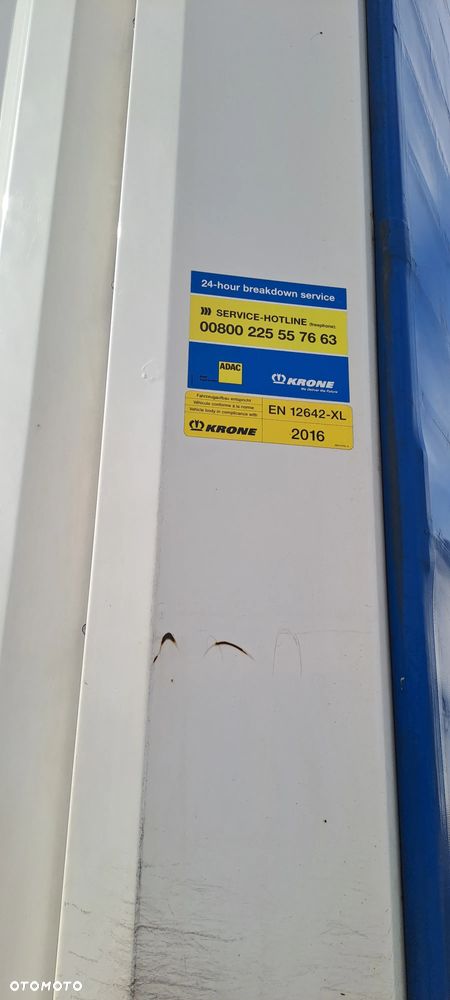 24-hour breakdown service
⟫⟫ SERVICE-HOTLINE (freephone)
00800 225 55 76 63
ADAC
KRONE
We Deliver the Future
Fahrzeugaufbau entspricht
Véhicule conforme à la norme
Vehicle body in compliance with
EN 12642-XL
KRONE
2016
OTOMOTO